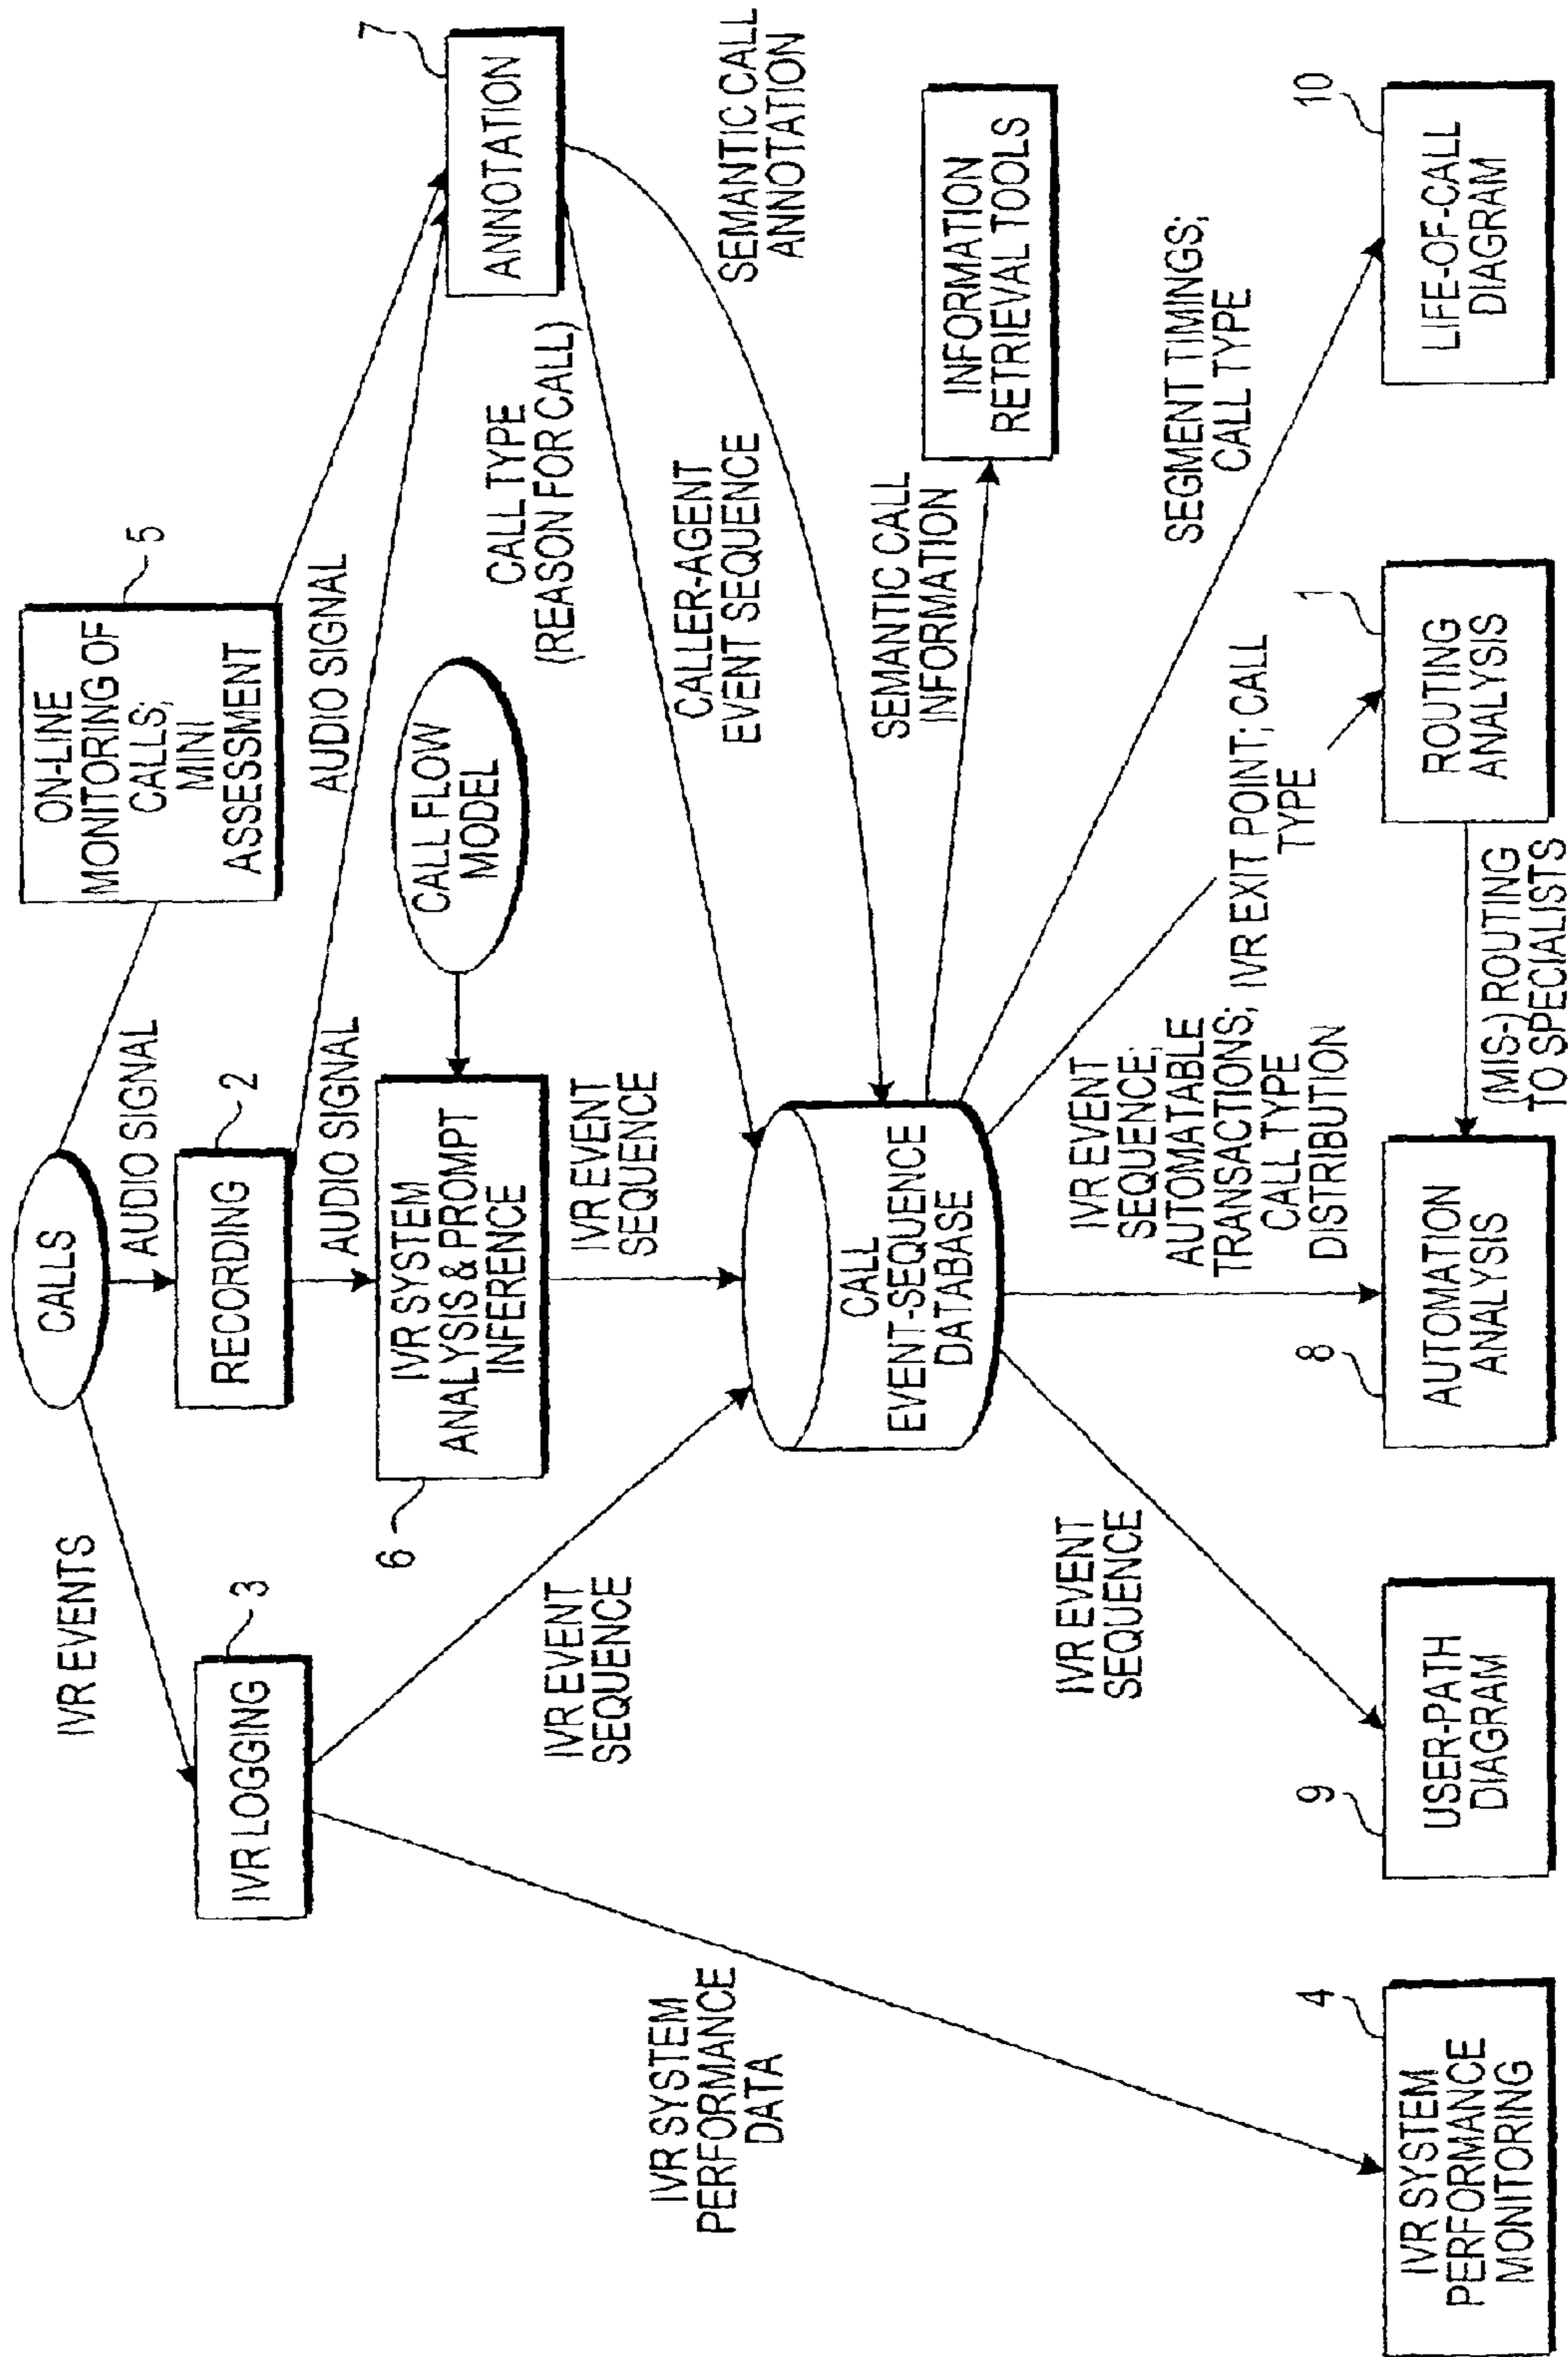 CALLS
ON-LINE
MONITORING OF
CALLS;
MINI
ASSESSMENT
5
IVR EVENTS
AUDIO SIGNAL
IVR LOGGING
3
RECORDING
2
AUDIO SIGNAL
AUDIO SIGNAL
IVR SYSTEM
ANALYSIS & PROMPT
INFERENCE
6
CALL FLOW
MODEL
ANNOTATION
7
CALL TYPE
(REASON FOR CALL)
IVR EVENT
SEQUENCE
IVR EVENT
SEQUENCE
CALLER-AGENT
EVENT SEQUENCE
SEMANTIC CALL
ANNOTATION
IVR SYSTEM
PERFORMANCE
DATA
CALL
EVENT-SEQUENCE
DATABASE
SEMANTIC CALL
INFORMATION
INFORMATION
RETRIEVAL TOOLS
IVR EVENT
SEQUENCE
IVR EVENT
SEQUENCE;
AUTOMATABLE
TRANSACTIONS;
CALL TYPE
DISTRIBUTION
IVR EXIT POINT; CALL
TYPE
SEGMENT TIMINGS;
CALL TYPE
IVR SYSTEM
PERFORMANCE
MONITORING
4
USER-PATH
DIAGRAM
9
AUTOMATION
ANALYSIS
8
(MIS-) ROUTING
TO SPECIALISTS
ROUTING
ANALYSIS
1
LIFE-OF-CALL
DIAGRAM
10